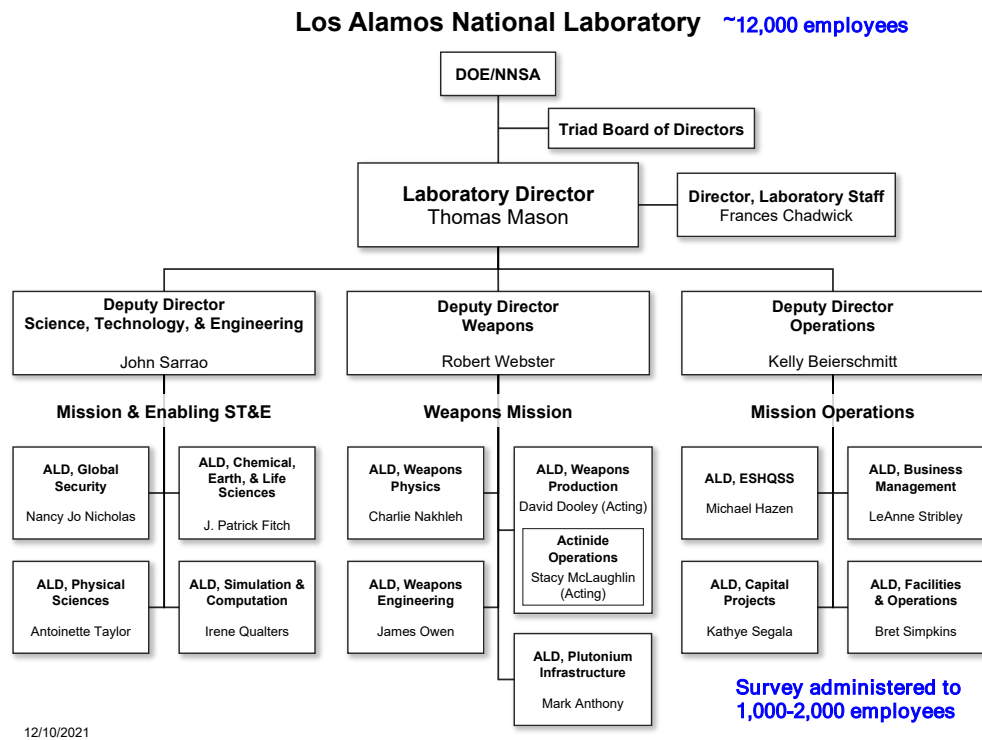 Los Alamos National Laboratory ~12,000 employees
DOE/NNSA
Triad Board of Directors
Laboratory Director
Thomas Mason
Director, Laboratory Staff
Frances Chadwick
Deputy Director
Science, Technology, & Engineering
John Sarrao
Deputy Director
Weapons
Robert Webster
Deputy Director
Operations
Kelly Beierschmitt
Mission & Enabling ST&E
Weapons Mission
Mission Operations
ALD, Global
Security
Nancy Jo Nicholas
ALD, Chemical,
Earth, & Life
Sciences
J. Patrick Fitch
ALD, Weapons
Physics
Charlie Nakhleh
ALD, Weapons
Production
David Dooley (Acting)
Actinide
Operations
Stacy McLaughlin
(Acting)
ALD, ESHQSS
Michael Hazen
ALD, Business
Management
LeAnne Stribley
ALD, Physical
Sciences
Antoinette Taylor
ALD, Simulation &
Computation
Irene Qualters
ALD, Weapons
Engineering
James Owen
ALD, Capital
Projects
Kathye Segala
ALD, Facilities
& Operations
Bret Simpkins
ALD, Plutonium
Infrastructure
Mark Anthony
Survey administered to
1,000-2,000 employees
12/10/2021